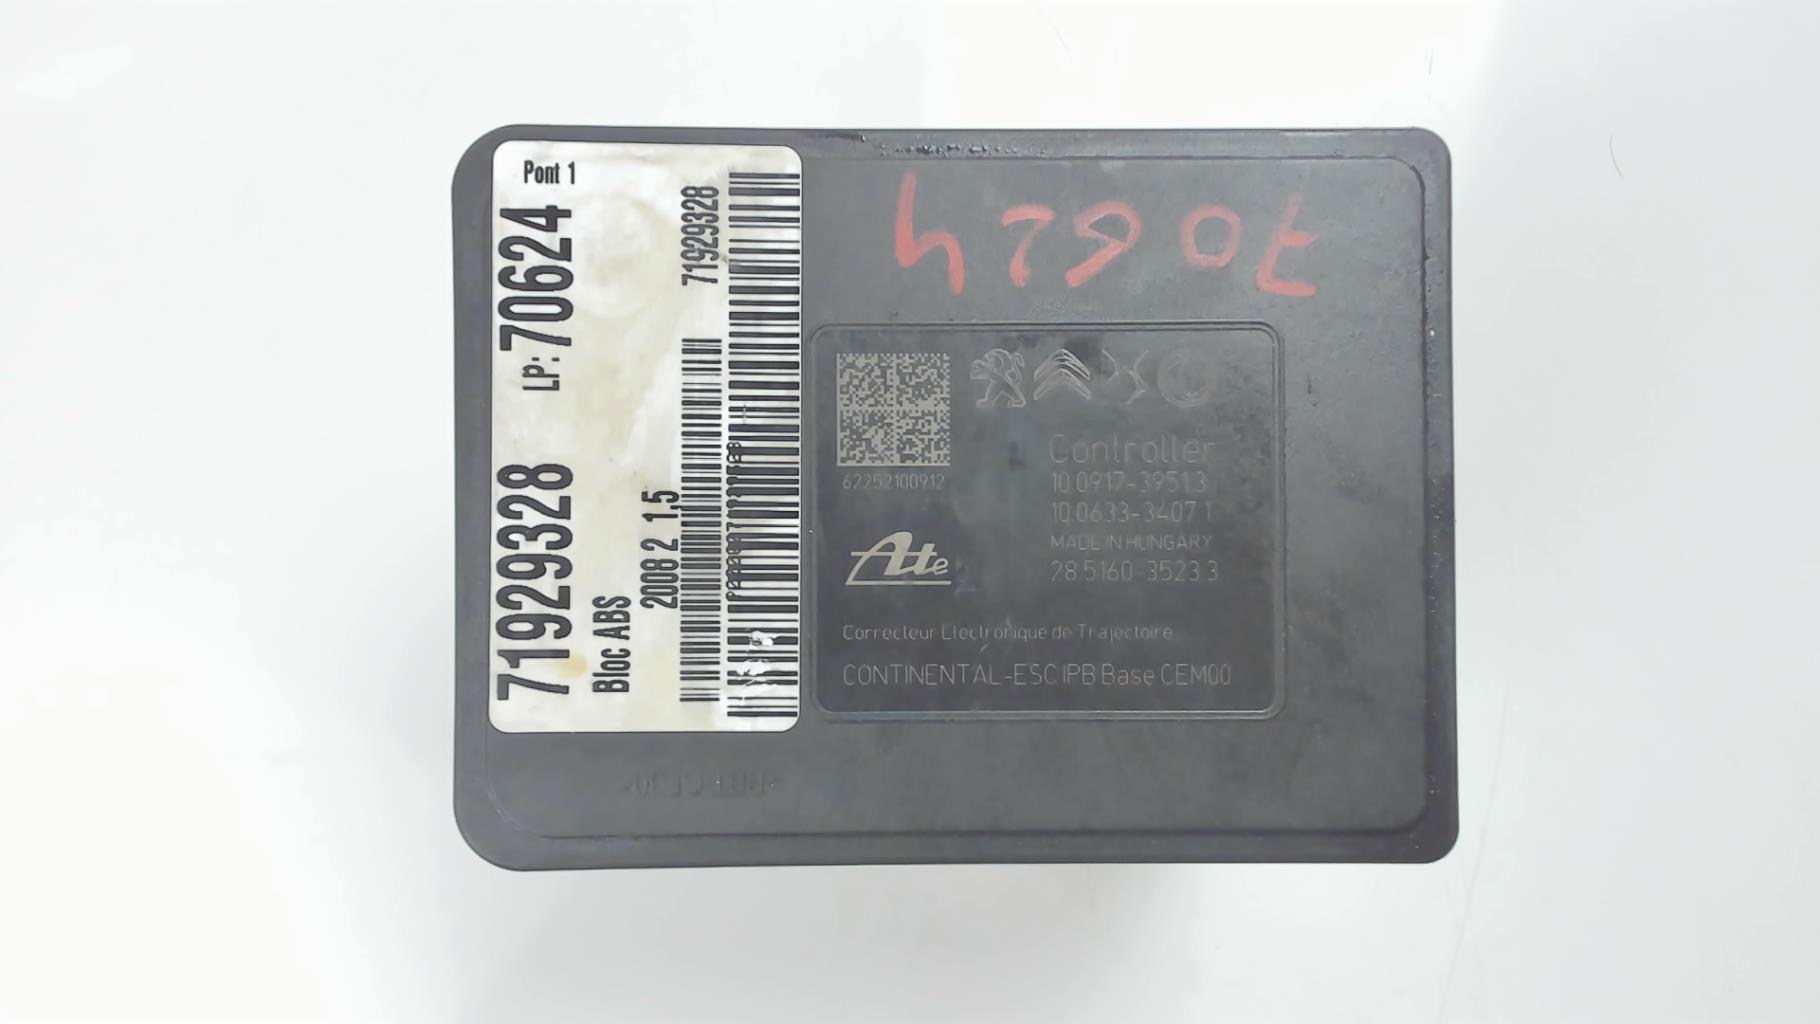 Pont 1
LP: 70624
71929328
Bloc ABS
2008 2 1,5
71929328
70624
62252100912
Controller
10.0917-3951.3
10.0633-3407.1
MADE IN HUNGARY
28.5160-3523.3
Ate
Correcteur Electronique de Trajectoire
CONTINENTAL-ESC IPB Base CEM00